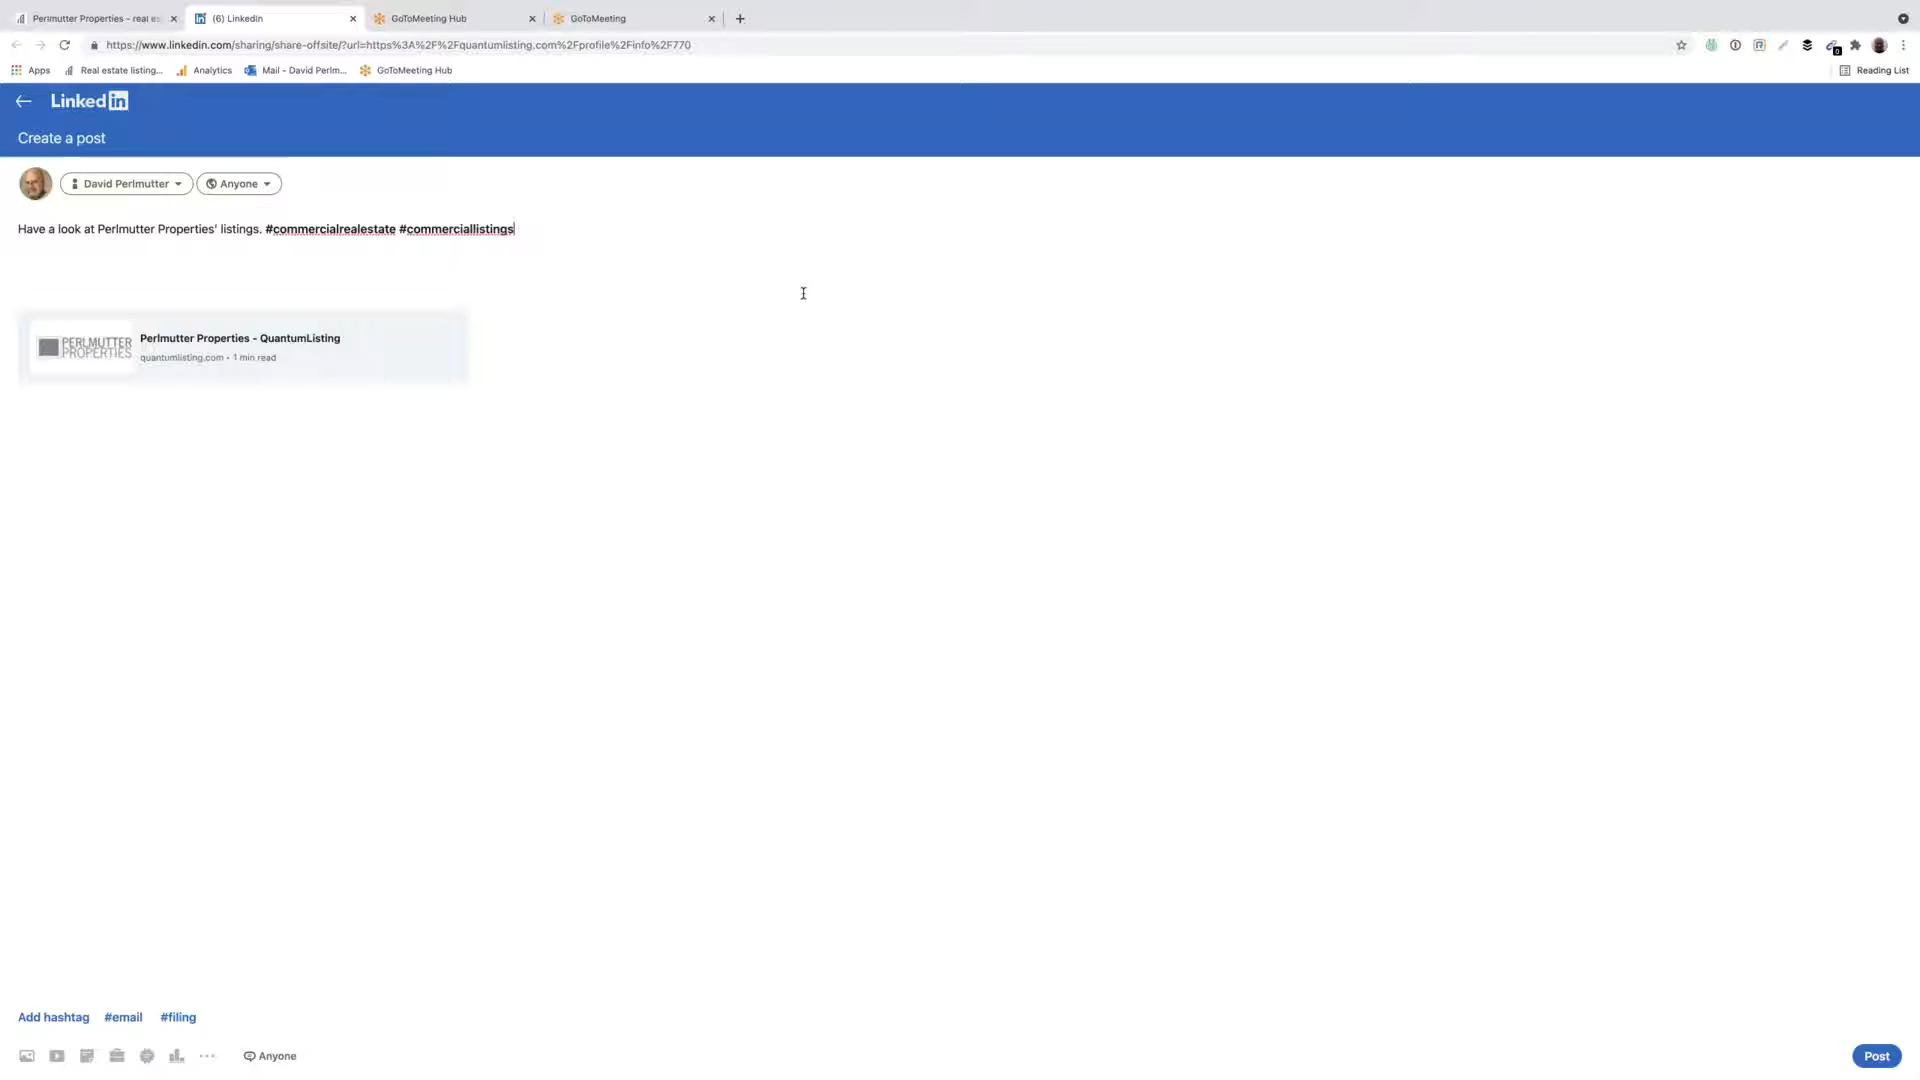 Perlmutter Properties - real es
(6) LinkedIn
GoToMeeting Hub
GoToMeeting
https://www.linkedin.com/sharing/share-offsite/?url=https%3A%2F%2Fquantumlisting.com%2Fprofile%2Finfo%2F770
Apps
Real estate listing...
Analytics
Mail - David Perlm...
GoToMeeting Hub
Reading List
Linked in
Create a post
David Perlmutter
Anyone
Have a look at Perlmutter Properties' listings. #commercialrealestate #commerciallistings
PERLMUTTER
PROPERTIES
Perlmutter Properties - QuantumListing
quantumlisting.com • 1 min read
Add hashtag #email #filing
Anyone
Post